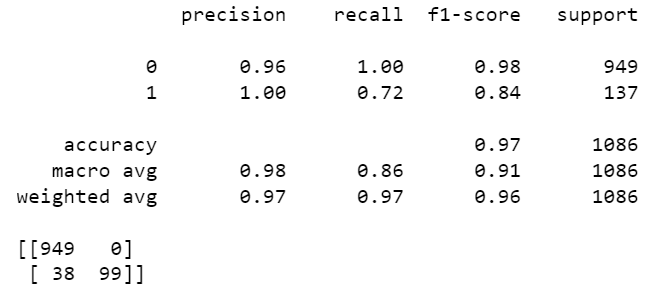 precision recall f1-score support
0 0.96 1.00 0.98 949
1 1.00 0.72 0.84 137
accuracy 0.97 1086
macro avg 0.98 0.86 0.91 1086
weighted avg 0.97 0.97 0.96 1086
[[949 0]
[ 38 99]]